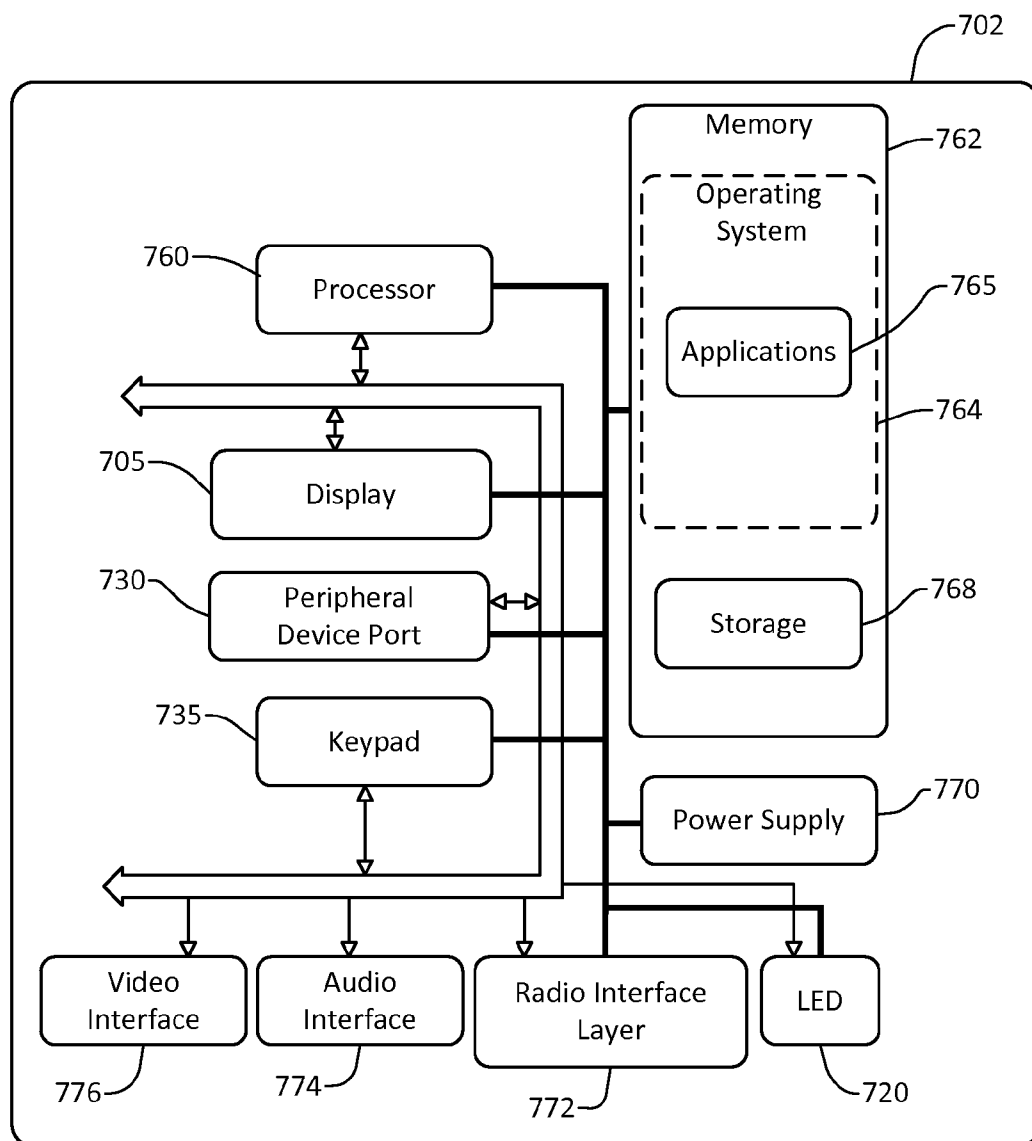 702
Memory
762
Operating
System
760
Processor
765
Applications
764
705
Display
730
Peripheral
Device Port
768
Storage
735
Keypad
770
Power Supply
Video
Interface
Audio
Interface
Radio Interface
Layer
LED
776
774
772
720